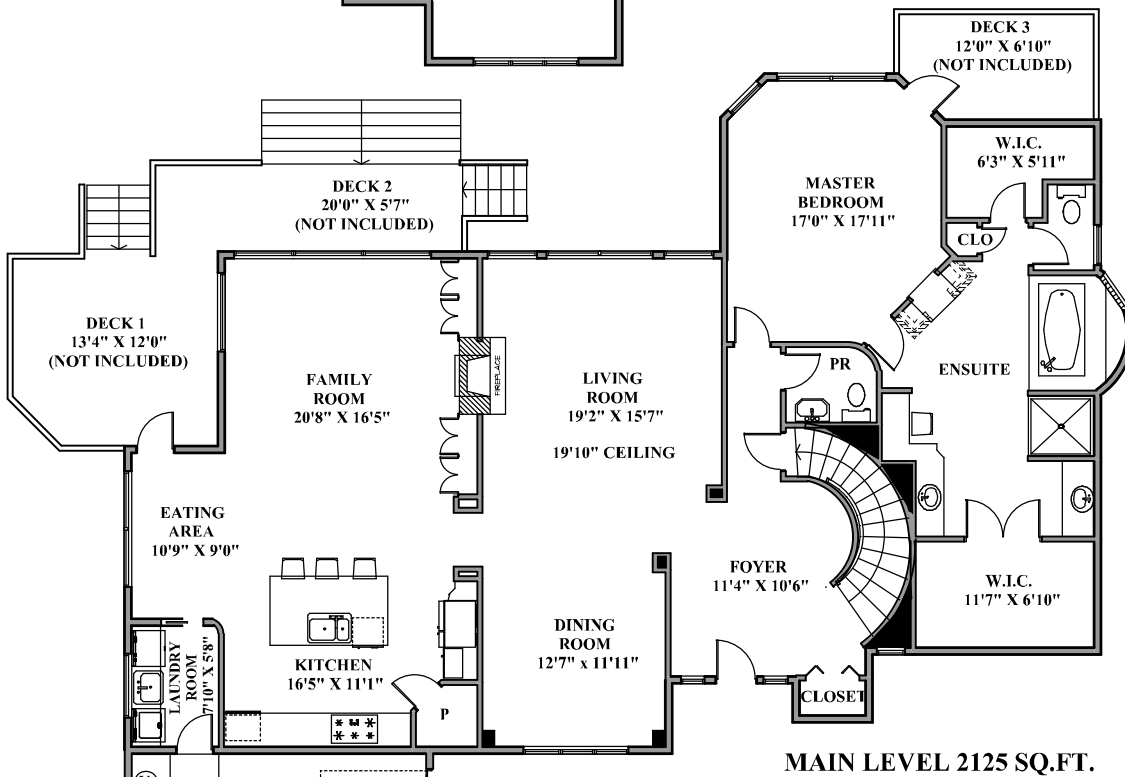 DECK 3
12'0" X 6'10"
(NOT INCLUDED)
W.I.C.
6'3" X 5'11"
DECK 2
20'0" X 5'7"
(NOT INCLUDED)
MASTER
BEDROOM
17'0" X 17'11"
CLO
DECK 1
13'4" X 12'0"
(NOT INCLUDED)
FAMILY
ROOM
20'8" X 16'5"
FIREPLACE
LIVING
ROOM
19'2" X 15'7"
19'10" CEILING
PR
ENSUITE
EATING
AREA
10'9" X 9'0"
FOYER
11'4" X 10'6"
W.I.C.
11'7" X 6'10"
DINING
ROOM
12'7" x 11'11"
LAUNDRY
ROOM
7'10" X 5'8"
KITCHEN
16'5" X 11'1"
P
CLOSET
MAIN LEVEL 2125 SQ.FT.